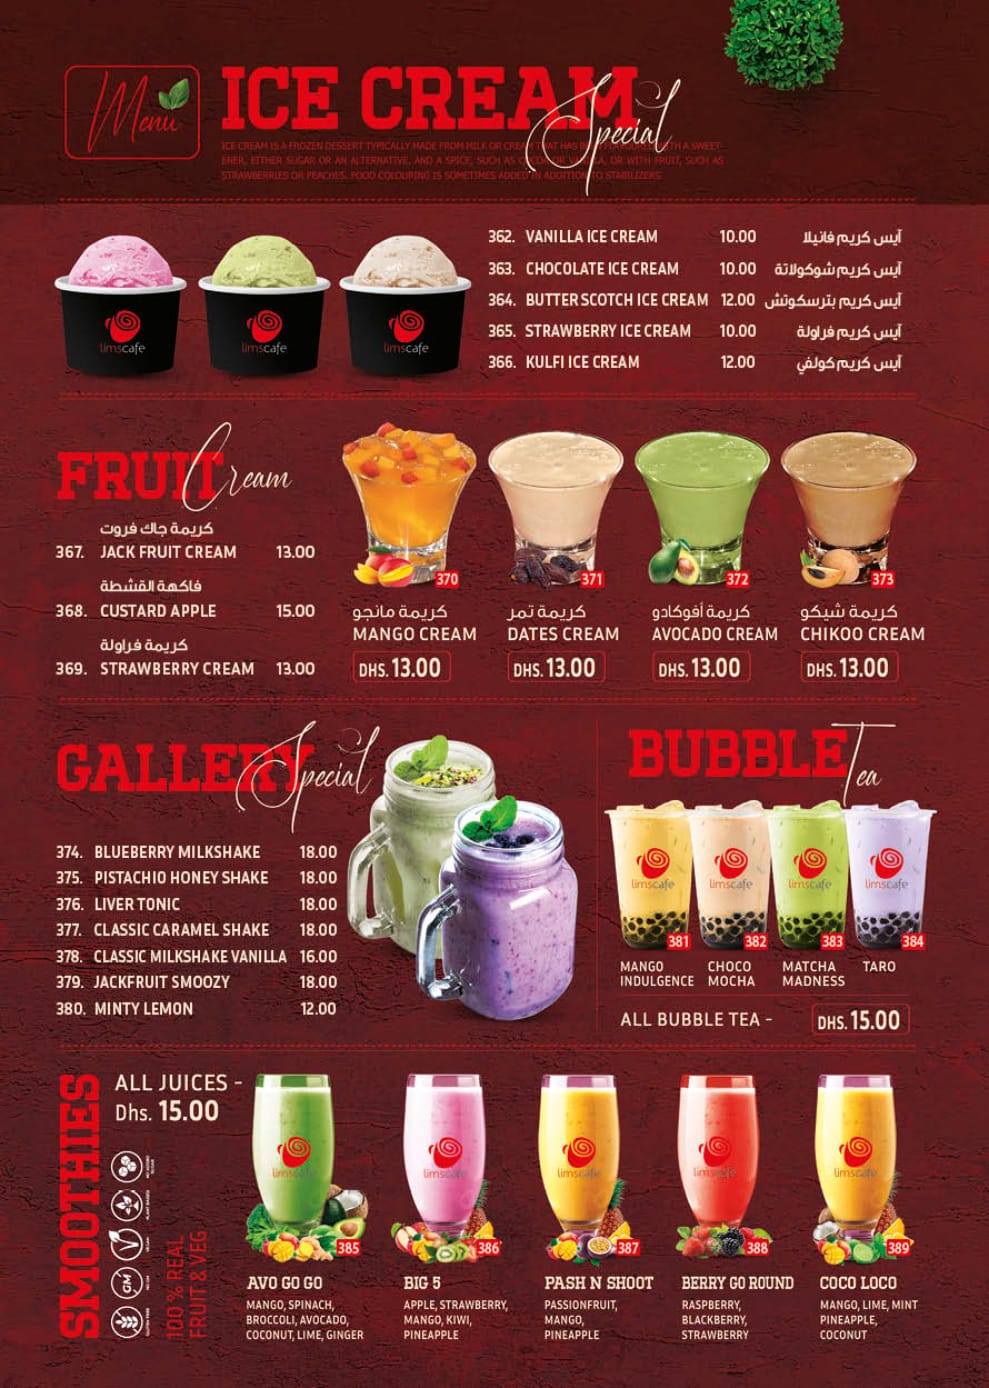 Menu
ICE CREAM
Special
ICE CREAM IS A FROZEN DESSERT TYPICALLY MADE FROM MILK OR CREAM THAT HAS BEEN FLAVOURED WITH A SWEET-
ENER, EITHER SUGAR OR AN ALTERNATIVE, AND A SPICE, SUCH AS COCOA OR VANILLA, OR WITH FRUIT, SUCH AS
STRAWBERRIES OR PEACHES. FOOD COLOURING IS SOMETIMES ADDED IN ADDITION TO STABILIZERS.
limscafe
limscafe
limscafe
362. VANILLA ICE CREAM 10.00 آيس كريم فانيلا
363. CHOCOLATE ICE CREAM 10.00 آيس كريم شوكولاتة
364. BUTTER SCOTCH ICE CREAM 12.00 آيس كريم بترسكوتش
365. STRAWBERRY ICE CREAM 10.00 آيس كريم فراولة
366. KULFI ICE CREAM 12.00 آيس كريم كولفي
FRUIT
Cream
كريمة جاك فروت
367. JACK FRUIT CREAM 13.00
فاكهة القشطة
368. CUSTARD APPLE 15.00
كريمة فراولة
369. STRAWBERRY CREAM 13.00
370
كريمة مانجو
MANGO CREAM
DHS. 13.00
371
كريمة تمر
DATES CREAM
DHS. 13.00
372
كريمة أفوكادو
AVOCADO CREAM
DHS. 13.00
373
كريمة شيكو
CHIKOO CREAM
DHS. 13.00
GALLERY
Special
374. BLUEBERRY MILKSHAKE 18.00
375. PISTACHIO HONEY SHAKE 18.00
376. LIVER TONIC 18.00
377. CLASSIC CARAMEL SHAKE 18.00
378. CLASSIC MILKSHAKE VANILLA 16.00
379. JACKFRUIT SMOOZY 18.00
380. MINTY LEMON 12.00
BUBBLE
Tea
limscafe
limscafe
limscafe
limscafe
381
MANGO
INDULGENCE
382
CHOCO
MOCHA
383
MATCHA
MADNESS
384
TARO
ALL BUBBLE TEA - DHS. 15.00
SMOOTHIES
ALL JUICES -
Dhs. 15.00
GM
100 % REAL
FRUIT & VEG
limscafe
385
AVO GO GO
MANGO, SPINACH,
BROCCOLI, AVOCADO,
COCONUT, LIME, GINGER
limscafe
386
BIG 5
APPLE, STRAWBERRY,
MANGO, KIWI,
PINEAPPLE
limscafe
387
PASH N SHOOT
PASSIONFRUIT,
MANGO,
PINEAPPLE
limscafe
388
BERRY GO ROUND
RASPBERRY,
BLACKBERRY,
STRAWBERRY
limscafe
389
COCO LOCO
MANGO, LIME, MINT
PINEAPPLE,
COCONUT